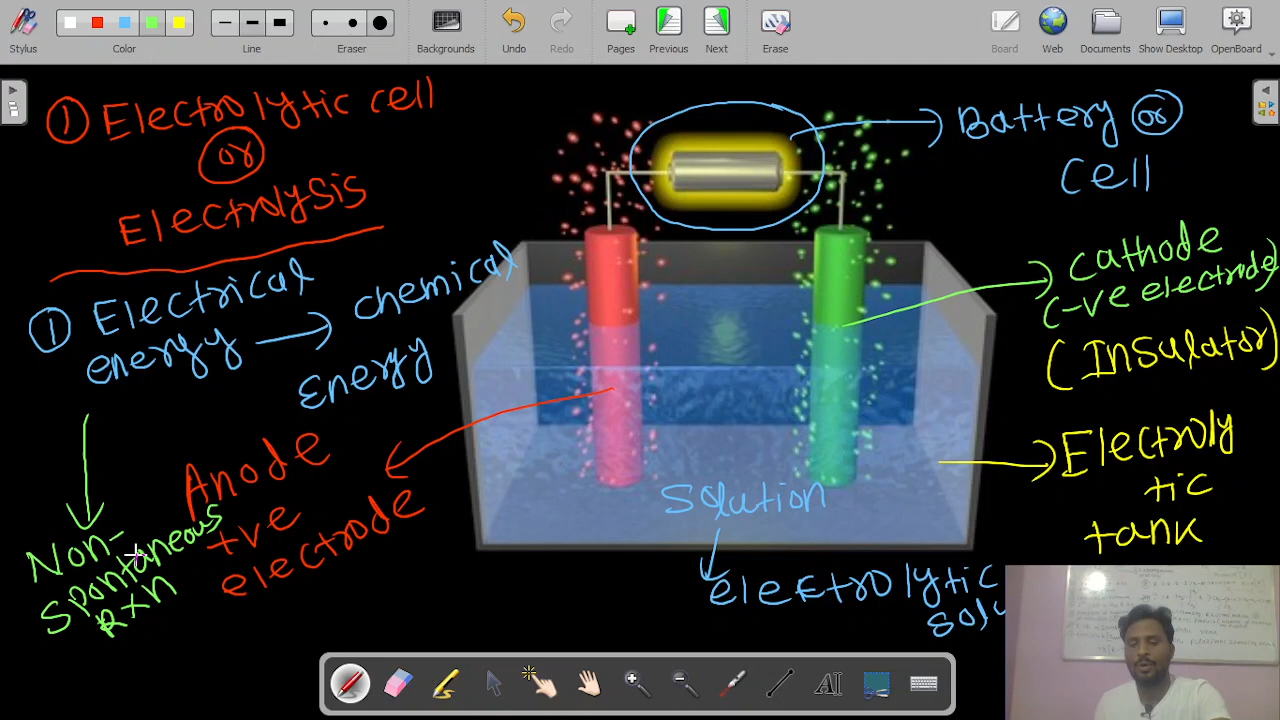 Stylus
Color
Line
Eraser
Backgrounds
Undo
Redo
Pages
Previous
Next
Erase
Board
Web
Documents
Show Desktop
OpenBoard
① Electrolytic cell
or
Electrolysis
① Electrical
energy → chemical
energy
Non-
spontaneous
Rxn
Anode
+ve
electrode
Battery or
cell
Cathode
(-ve electrode)
(Insulator)
Electroly
tic
tank
Solution
electrolytic
solu
AI